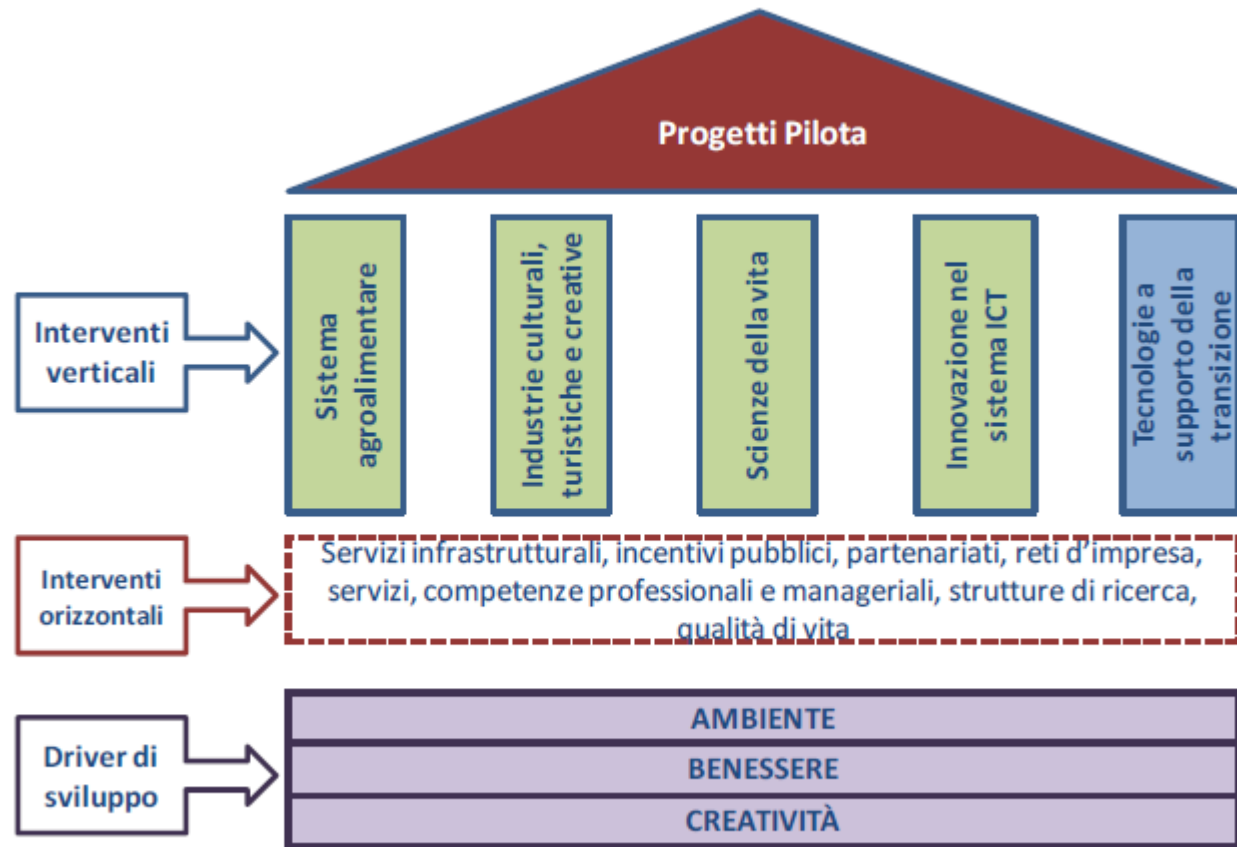 Progetti Pilota
Interventi
verticali
Sistema
agroalimentare
Industrie culturali,
turistiche e creative
Scienze della vita
Innovazione nel
sistema ICT
Tecnologie a
supporto della
transizione
Interventi
orizzontali
Servizi infrastrutturali, incentivi pubblici, partenariati, reti d’impresa,
servizi, competenze professionali e manageriali, strutture di ricerca,
qualità di vita
Driver di
sviluppo
AMBIENTE
BENESSERE
CREATIVITÀ